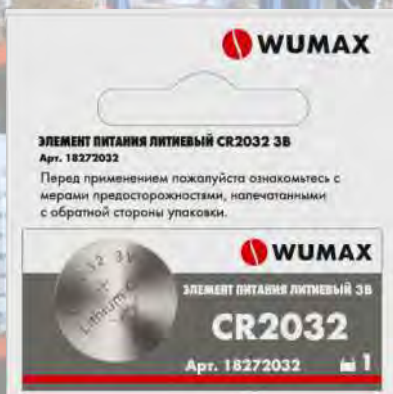 WUMAX
ЭЛЕМЕНТ ПИТАНИЯ ЛИТИЕВЫЙ CR2032 3В
Арт. 18272032
Перед применением пожалуйста ознакомьтесь с
мерами предосторожностями, напечатанными
с обратной стороны упаковки.
WUMAX
ЭЛЕМЕНТ ПИТАНИЯ ЛИТИЕВЫЙ 3В
CR2032
Арт. 18272032 1